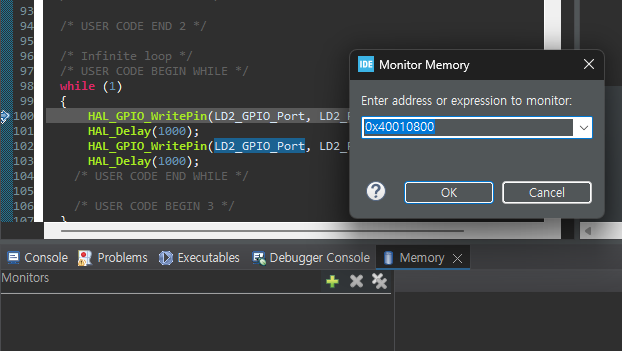 93
94 /* USER CODE END 2 */
95
96 /* Infinite loop */
97 /* USER CODE BEGIN WHILE */
98 while (1)
99 {
100 HAL_GPIO_WritePin(LD2_GPIO_Port, LD2_
101 HAL_Delay(1000);
102 HAL_GPIO_WritePin(LD2_GPIO_Port, LD2_
103 HAL_Delay(1000);
104 /* USER CODE END WHILE */
105
106 /* USER CODE BEGIN 3 */
107 }
IDE Monitor Memory
Enter address or expression to monitor:
0x40010800
? OK Cancel
Console Problems Executables Debugger Console Memory
Monitors